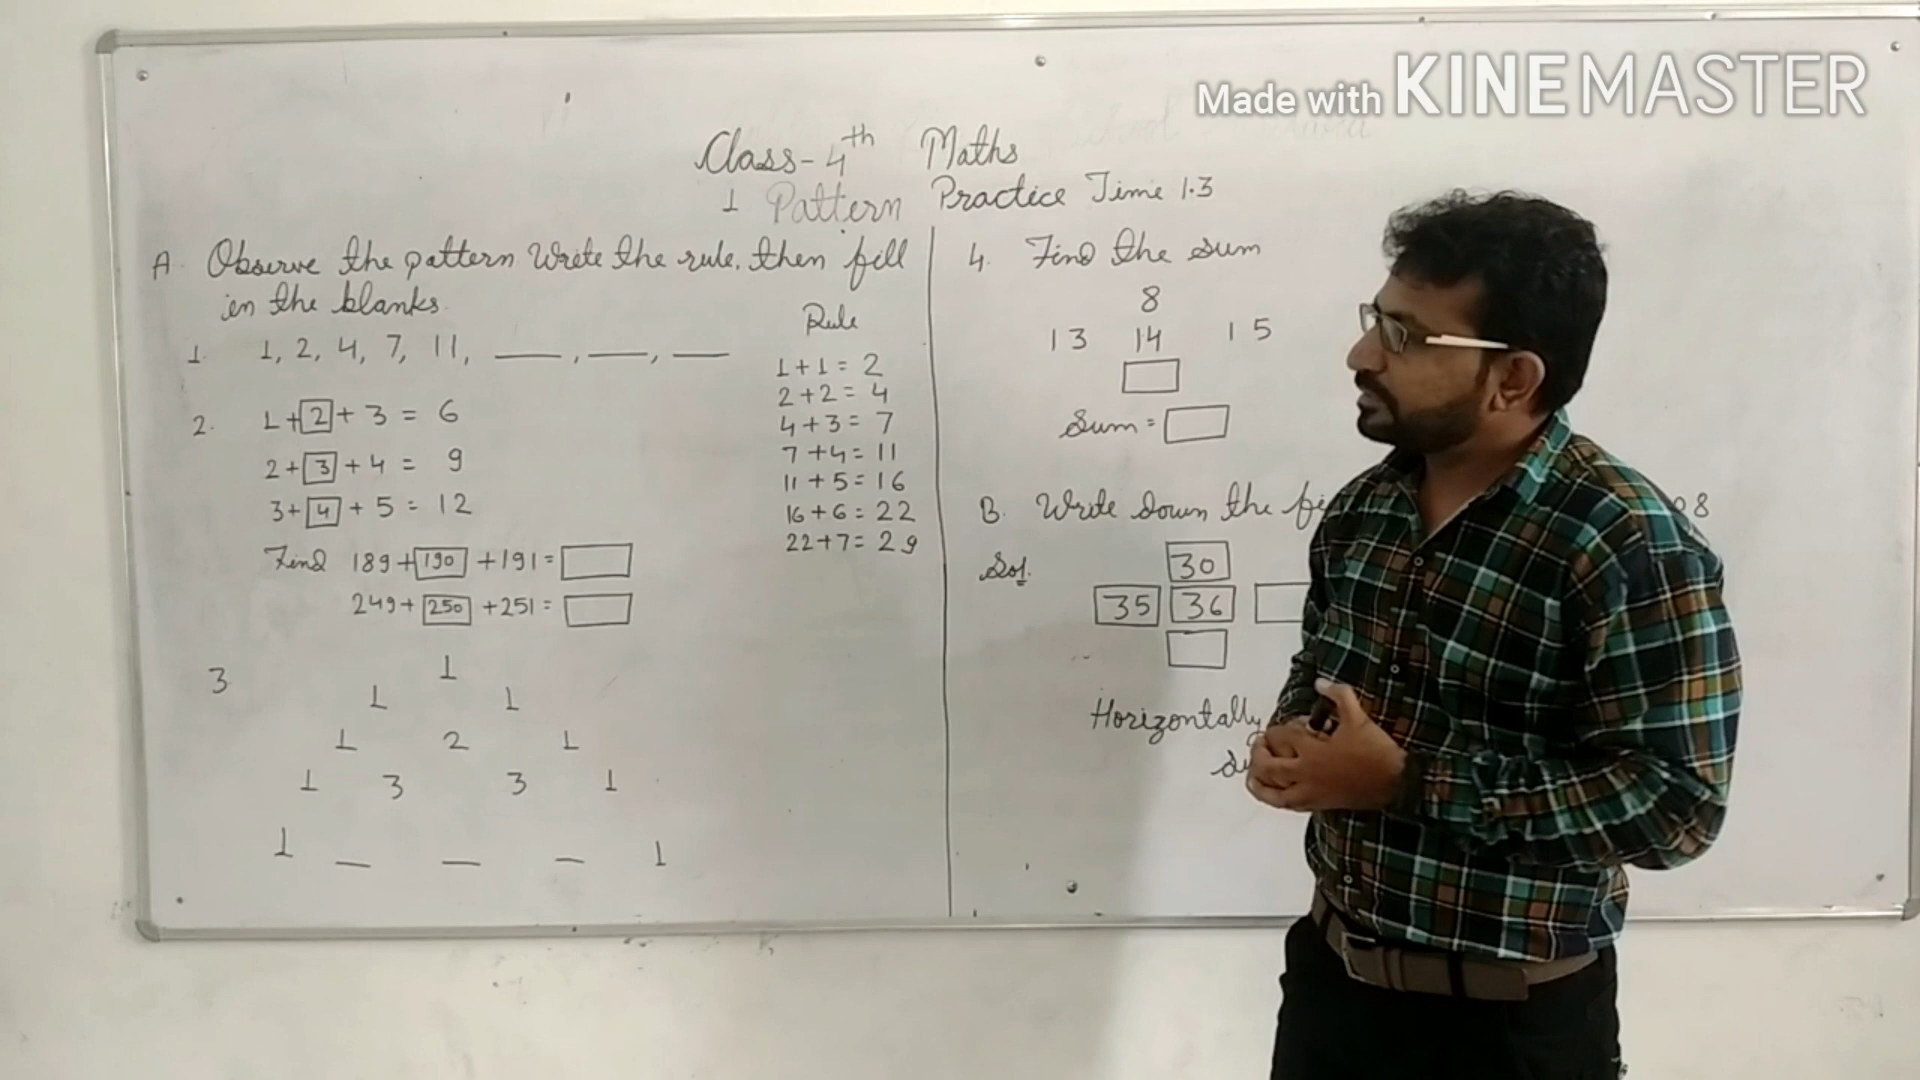 Made with KINEMASTER
Class-4th Maths
1 Pattern Practice Time 1.3
A. Observe the pattern Write the rule, then fill
in the blanks.
1. 1, 2, 4, 7, 11, ____, ____, ____
2. 1 + 2 + 3 = 6
2 + 3 + 4 = 9
3 + 4 + 5 = 12
Find 189 + 190 + 191 =
249 + 250 + 251 =
3
1
1 1
1 2 1
1 3 3 1
1 _ _ _ 1
Rule
1 + 1 = 2
2 + 2 = 4
4 + 3 = 7
7 + 4 = 11
11 + 5 = 16
16 + 6 = 22
22 + 7 = 29
4. Find the sum
8
13 14 15
Sum =
B. Write down the 08
Sol.
30
35 36
Horizontally